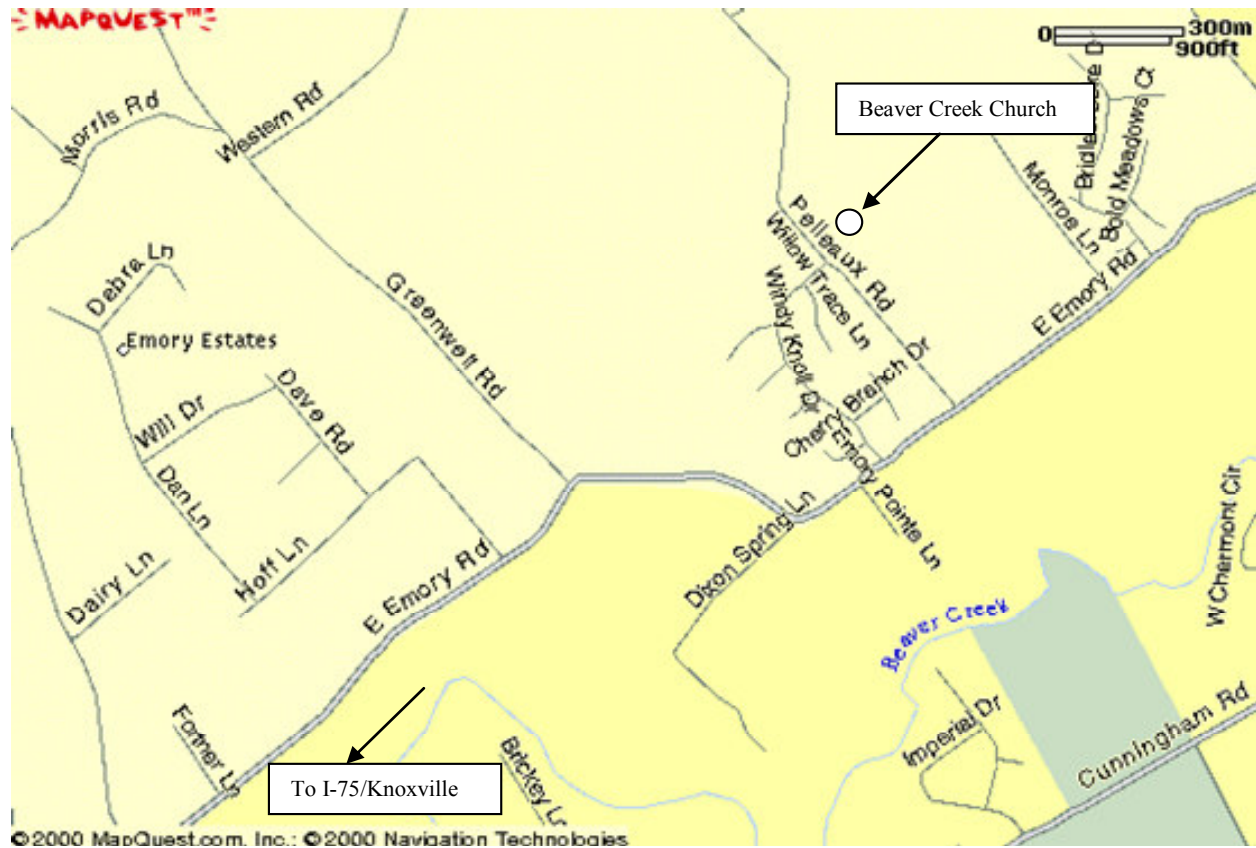 MAPQUEST™
0 300m
900ft
Beaver Creek Church
Morris Rd
Western Rd
Bold Meadows Ct
Monroe Ln
Pelleaux Rd
Willow Trace Ln
Windy Knoll Dr
Debra Ln
Greenwell Rd
E Emory Rd
Emory Estates
Dave Rd
Will Dr
Cherry Branch Dr
Dan Ln
Emory Pointe Ln
Hoff Ln
Dixon Spring Ln
Dairy Ln
E Emory Rd
W Chermont Cir
Beaver Creek
Fortner Ln
Imperial Dr
Cunningham Rd
Brickey Ln
To I-75/Knoxville
©2000 MapQuest.com, Inc.; ©2000 Navigation Technologies